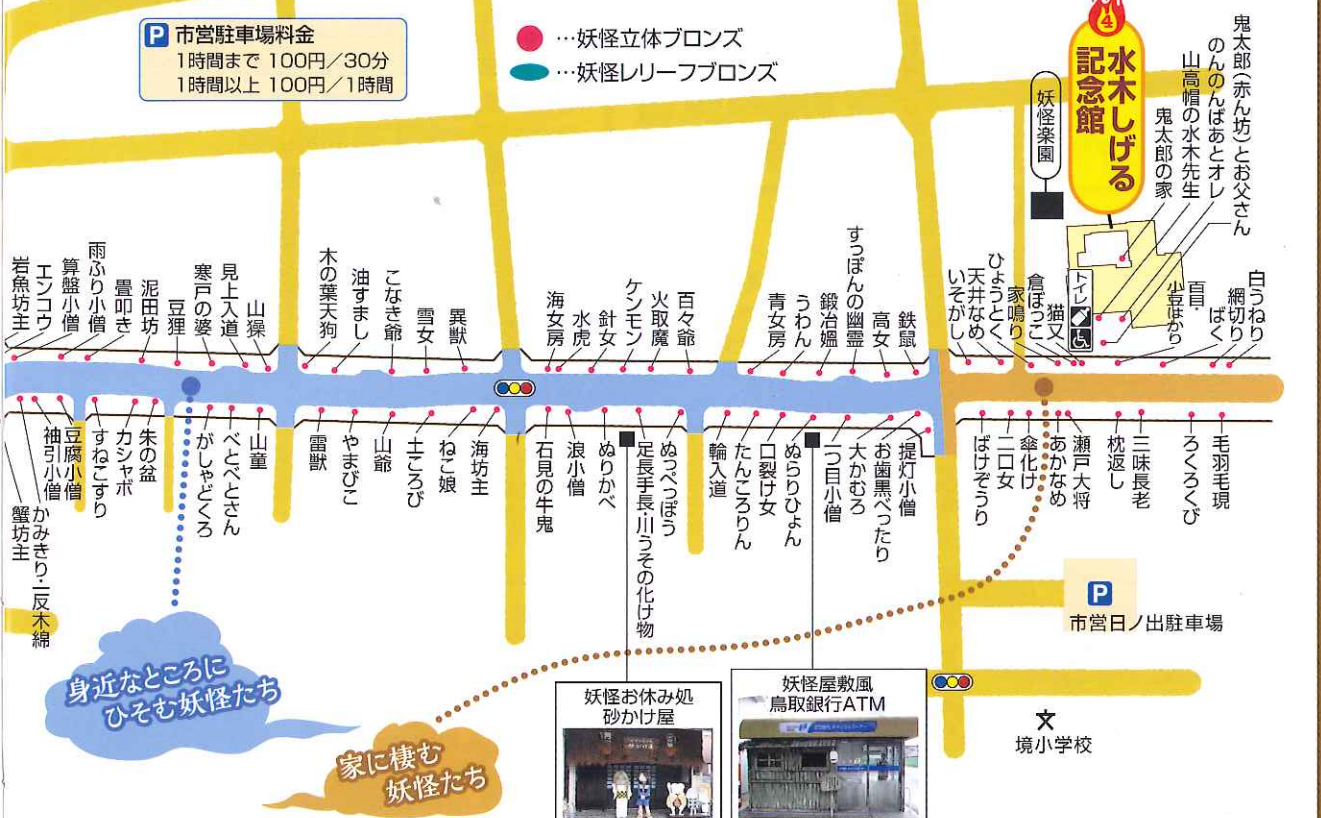 P 市営駐車場料金
1時間まで 100円/30分
1時間以上 100円/1時間
…妖怪立体ブロンズ
…妖怪レリーフブロンズ
4
水木しげる
記念館
妖怪楽園
鬼太郎(赤ん坊)とお父さん
のんのんばあとオレ
山高帽の水木先生
鬼太郎の家
トイレ
岩魚坊主
エンコウ
算盤小僧
雨ふり小僧
畳叩き
泥田坊
豆狸
寒戸の婆
見上入道
山猱
木の葉天狗
油すまし
こなき爺
雪女
異獣
海女房
水虎
針女
ケンモン
火取魔
百々爺
青女房
うわん
鍛冶媼
すっぽんの幽霊
高女
鉄鼠
いそがし
天井なめ
ひょうとく
家鳴り
倉ぼっこ
猫又
小豆はかり
百目・
ばく
網切り
白うねり
蟹坊主
かみきり・一反木綿
袖引小僧
豆腐小僧
すねこすり
カシャボ
朱の盆
がしゃどくろ
べとべとさん
山童
雷獣
やまびこ
山爺
土ころび
ねこ娘
海坊主
石見の牛鬼
浪小僧
ぬりかべ
足長手長・川うその化け物
ぬっぺっぽう
輪入道
たんころりん
口裂け女
ぬらりひょん
一つ目小僧
大かむろ
お歯黒べったり
提灯小僧
ばけぞうり
二口女
傘化け
あかなめ
瀬戸大将
枕返し
三味長老
ろくろくび
毛羽毛現
P
市営日ノ出駐車場
境小学校
身近なところに
ひそむ妖怪たち
家に棲む
妖怪たち
妖怪お休み処
砂かけ屋
妖怪屋敷風
鳥取銀行ATM